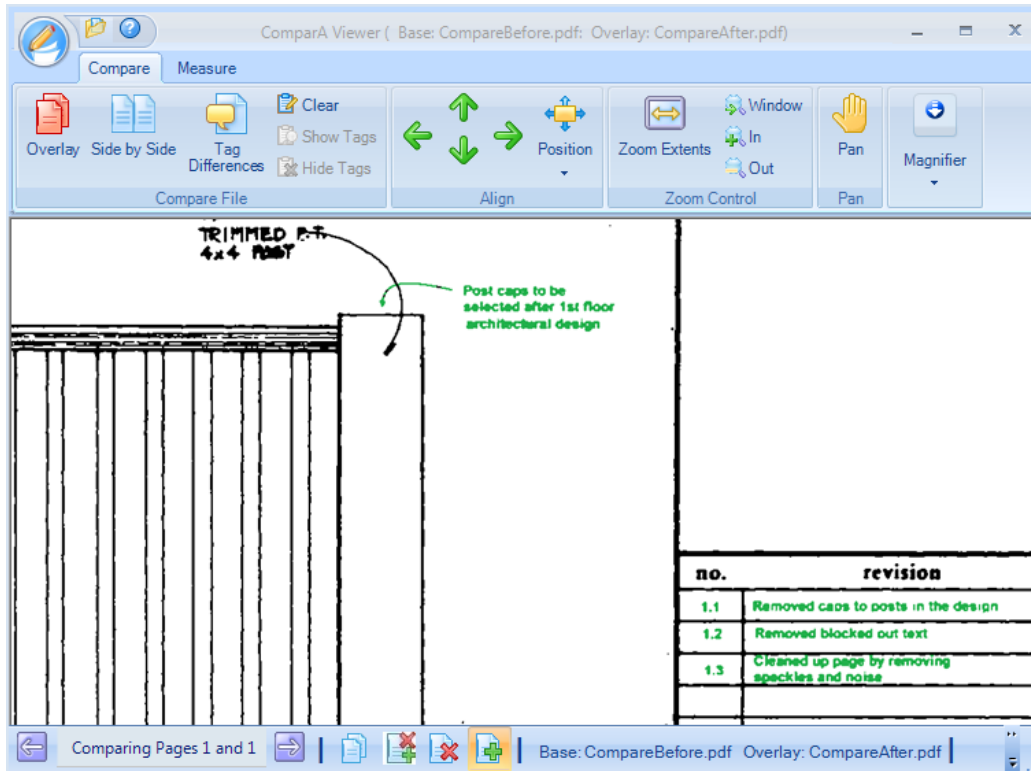 ComparA Viewer ( Base: CompareBefore.pdf: Overlay: CompareAfter.pdf)
Compare Measure
Overlay Side by Side Tag Differences Clear Show Tags Hide Tags
Compare File
Position
Align
Zoom Extents Window In Out
Zoom Control
Pan
Pan
Magnifier
TRIMMED P.T.
4x4 POST
Post caps to be
selected after 1st floor
architectural design
no. revision
1.1 Removed caps to posts in the design
1.2 Removed blocked out text
1.3 Cleaned up page by removing
speckles and noise
Comparing Pages 1 and 1 Base: CompareBefore.pdf Overlay: CompareAfter.pdf